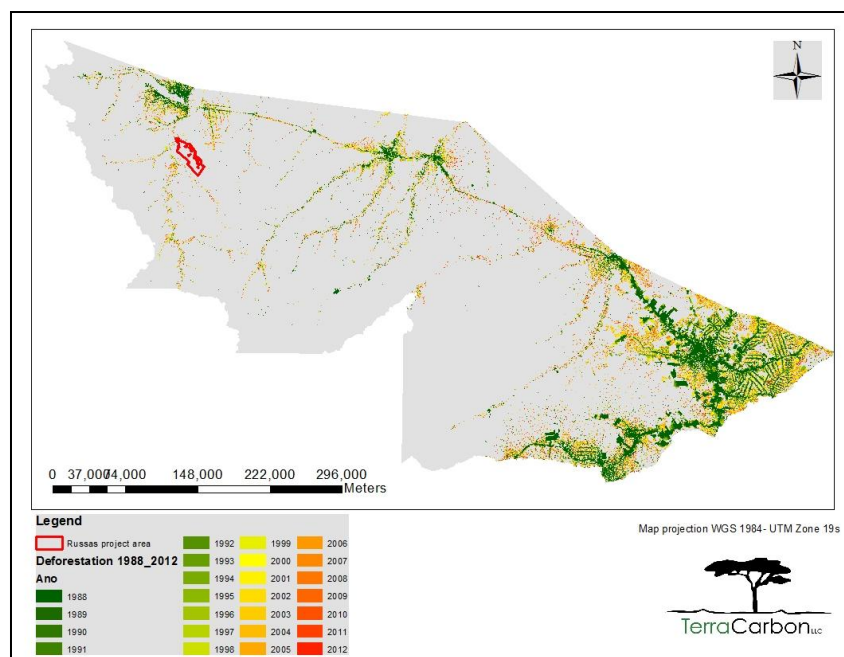 N
0 37,00074,000 148,000 222,000 296,000
Meters
Legend
Russas project area
Deforestation 1988_2012
Ano
1988
1989
1990
1991
1992
1993
1994
1995
1996
1997
1998
1999
2000
2001
2002
2003
2004
2005
2006
2007
2008
2009
2010
2011
2012
Map projection WGS 1984- UTM Zone 19s
TerraCarbon LLC